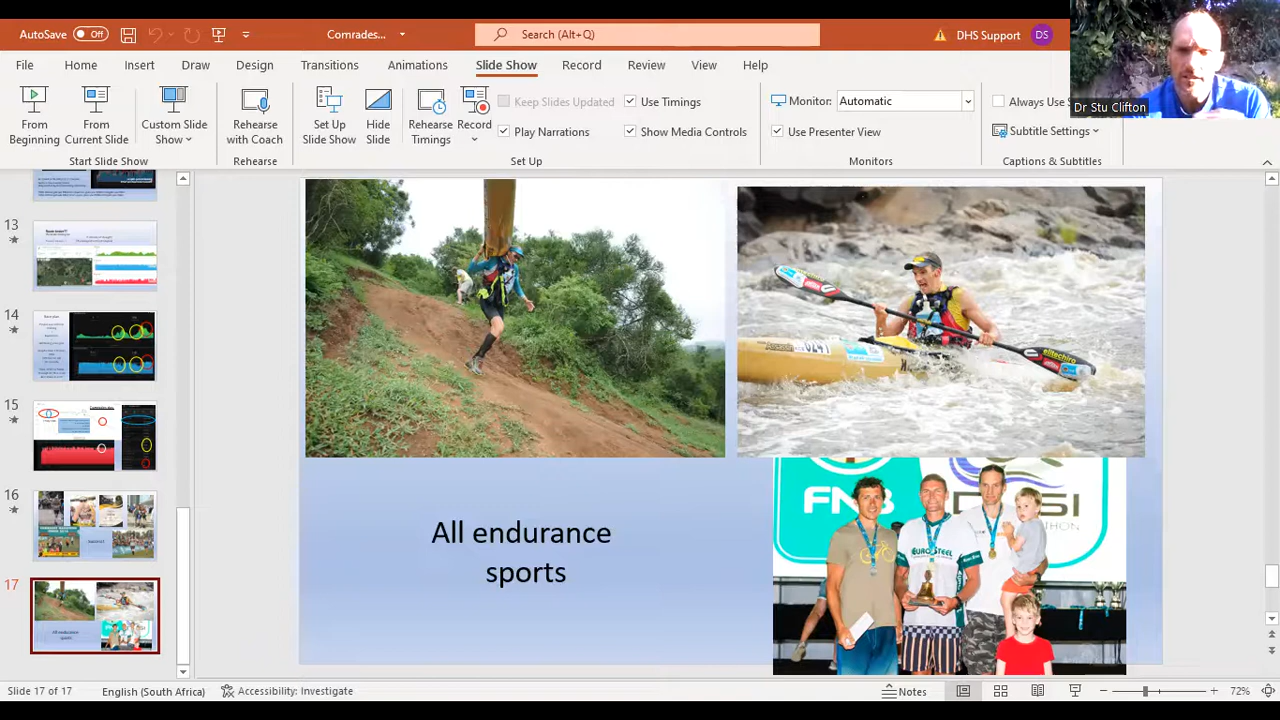 AutoSave Off Comrades... Search (Alt+Q) DHS Support DS
File Home Insert Draw Design Transitions Animations Slide Show Record Review View Help
Dr Stu Clifton
From Beginning
From Current Slide
Custom Slide Show
Rehearse with Coach
Set Up Slide Show
Hide Slide
Rehearse Timings
Record
Keep Slides Updated
Play Narrations
Use Timings
Show Media Controls
Monitor: Automatic
Use Presenter View
Always Use
Subtitle Settings
Start Slide Show
Rehearse
Set Up
Monitors
Captions & Subtitles
13
14
15
16
17
All endurance
sports
elitechiro
FNB
EUROSTEEL
Slide 17 of 17 English (South Africa) Accessibility: Investigate Notes 72%